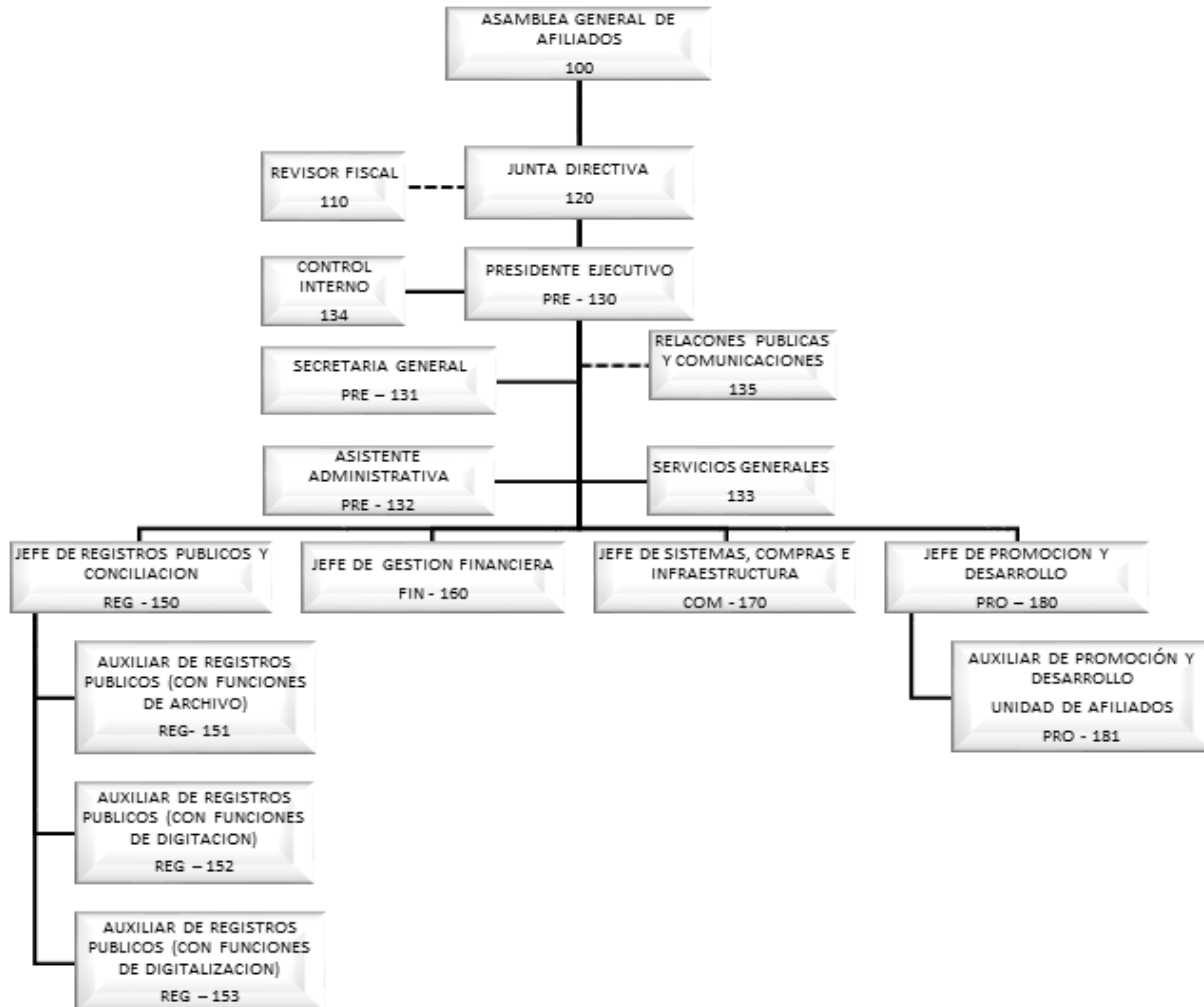 ASAMBLEA GENERAL DE
AFILIADOS
100
REVISOR FISCAL
110
JUNTA DIRECTIVA
120
CONTROL
INTERNO
134
PRESIDENTE EJECUTIVO
PRE - 130
RELACONES PUBLICAS
Y COMUNICACIONES
135
SECRETARIA GENERAL
PRE – 131
ASISTENTE
ADMINISTRATIVA
PRE - 132
SERVICIOS GENERALES
133
JEFE DE REGISTROS PUBLICOS Y
CONCILIACION
REG - 150
JEFE DE GESTION FINANCIERA
FIN - 160
JEFE DE SISTEMAS, COMPRAS E
INFRAESTRUCTURA
COM - 170
JEFE DE PROMOCION Y
DESARROLLO
PRO – 180
AUXILIAR DE REGISTROS
PUBLICOS (CON FUNCIONES
DE ARCHIVO)
REG- 151
AUXILIAR DE PROMOCIÓN Y
DESARROLLO
UNIDAD DE AFILIADOS
PRO - 181
AUXILIAR DE REGISTROS
PUBLICOS (CON FUNCIONES
DE DIGITACION)
REG – 152
AUXILIAR DE REGISTROS
PUBLICOS (CON FUNCIONES
DE DIGITALIZACION)
REG – 153